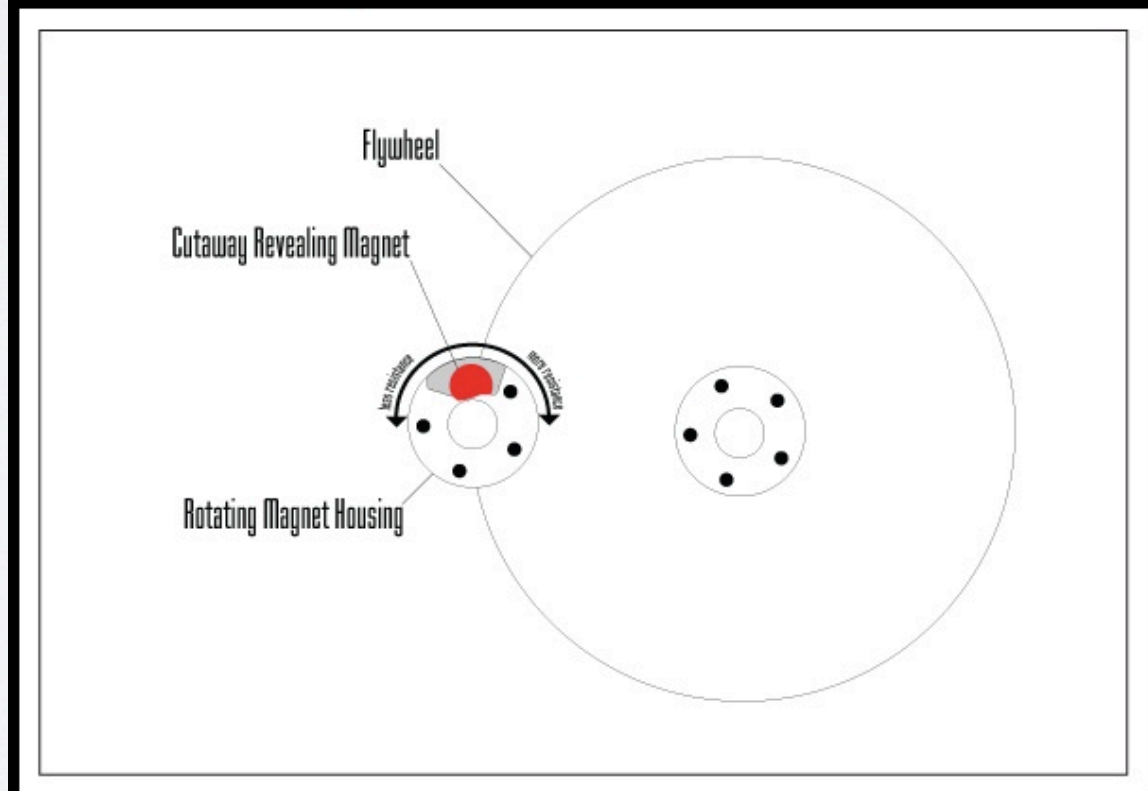 Flywheel
Cutaway Revealing Magnet
less resistance
more resistance
Rotating Magnet Housing